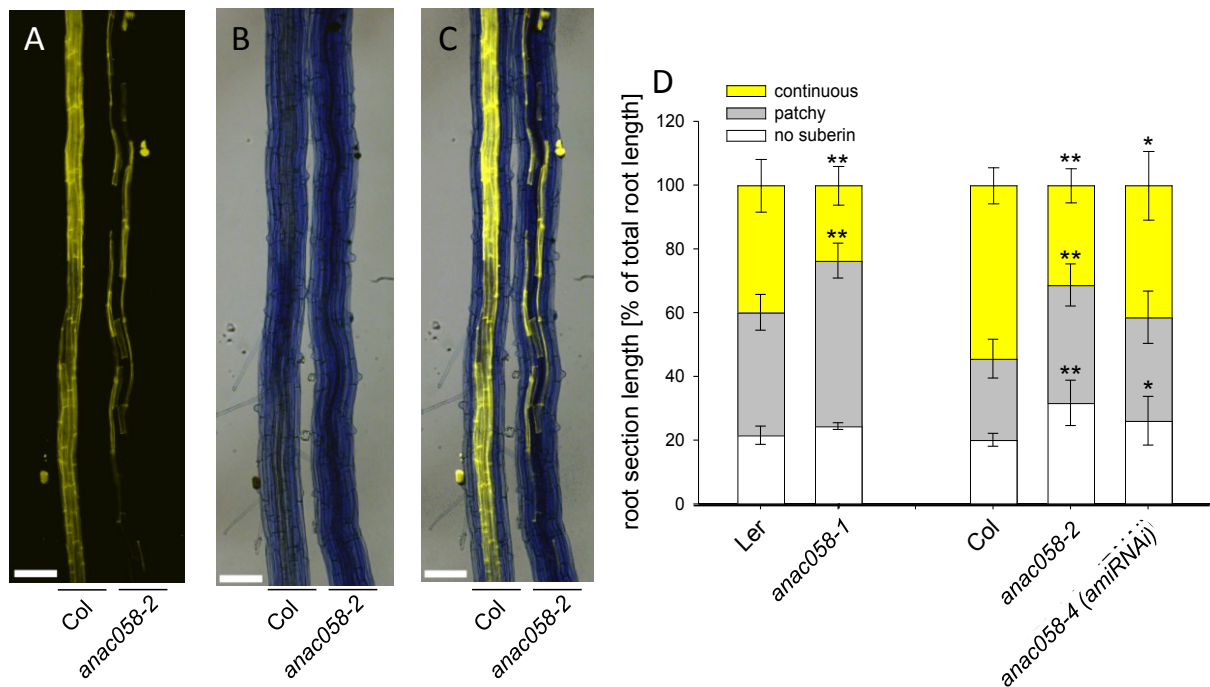 A
B
C
D
Col
anac058-2
Col
anac058-2
Col
anac058-2
continuous
patchy
no suberin
root section length [% of total root length]
120
100
80
60
40
20
0
**
**
**
**
**
*
*
Ler
anac058-1
Col
anac058-2
anac058-4 (amiRNAi)